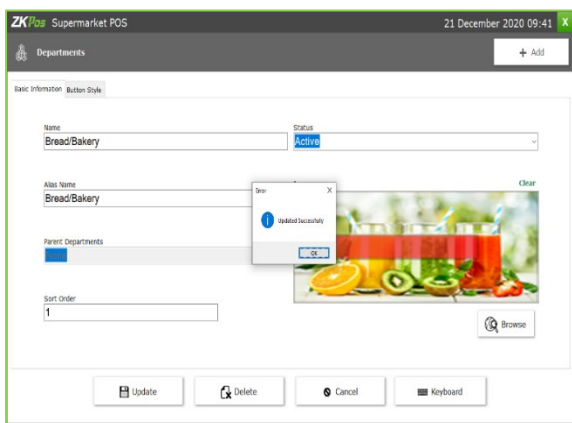 ZKPos Supermarket POS
21 December 2020 09:41 X
Departments
+ Add
Basic Information Button Style
Name
Bread/Bakery
Status
Active
Alias Name
Bread/Bakery
Clear
Error X
Updated Successfully
OK
Parent Departments
Sort Order
1
Browse
Update
Delete
Cancel
Keyboard